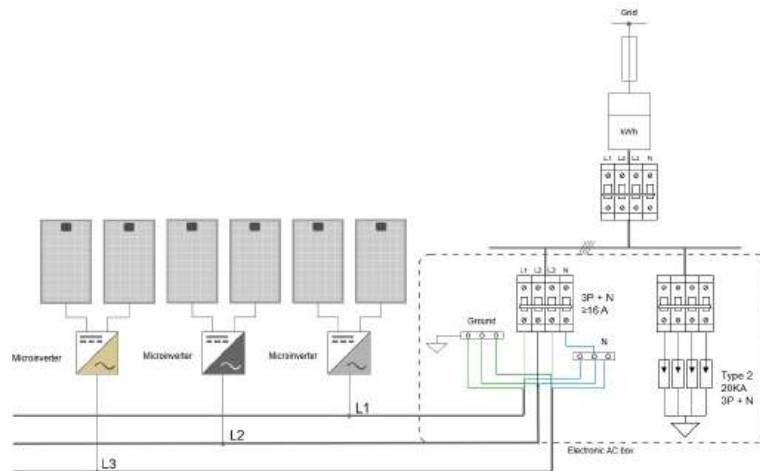 Grid
kWh
L1 L2 L3 N
L1 L2 L3 N
3P + N
≥16 A
Ground
N
Type 2
20KA
3P + N
Microinverter
Microinverter
Microinverter
L1
L2
L3
Electronic AC box